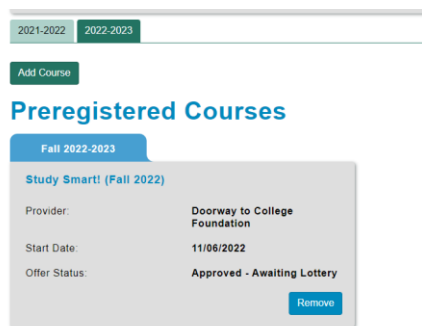 2021-2022 2022-2023
Add Course
Preregistered Courses
Fall 2022-2023
Study Smart! (Fall 2022)
Provider: Doorway to College
Foundation
Start Date: 11/06/2022
Offer Status: Approved - Awaiting Lottery
Remove